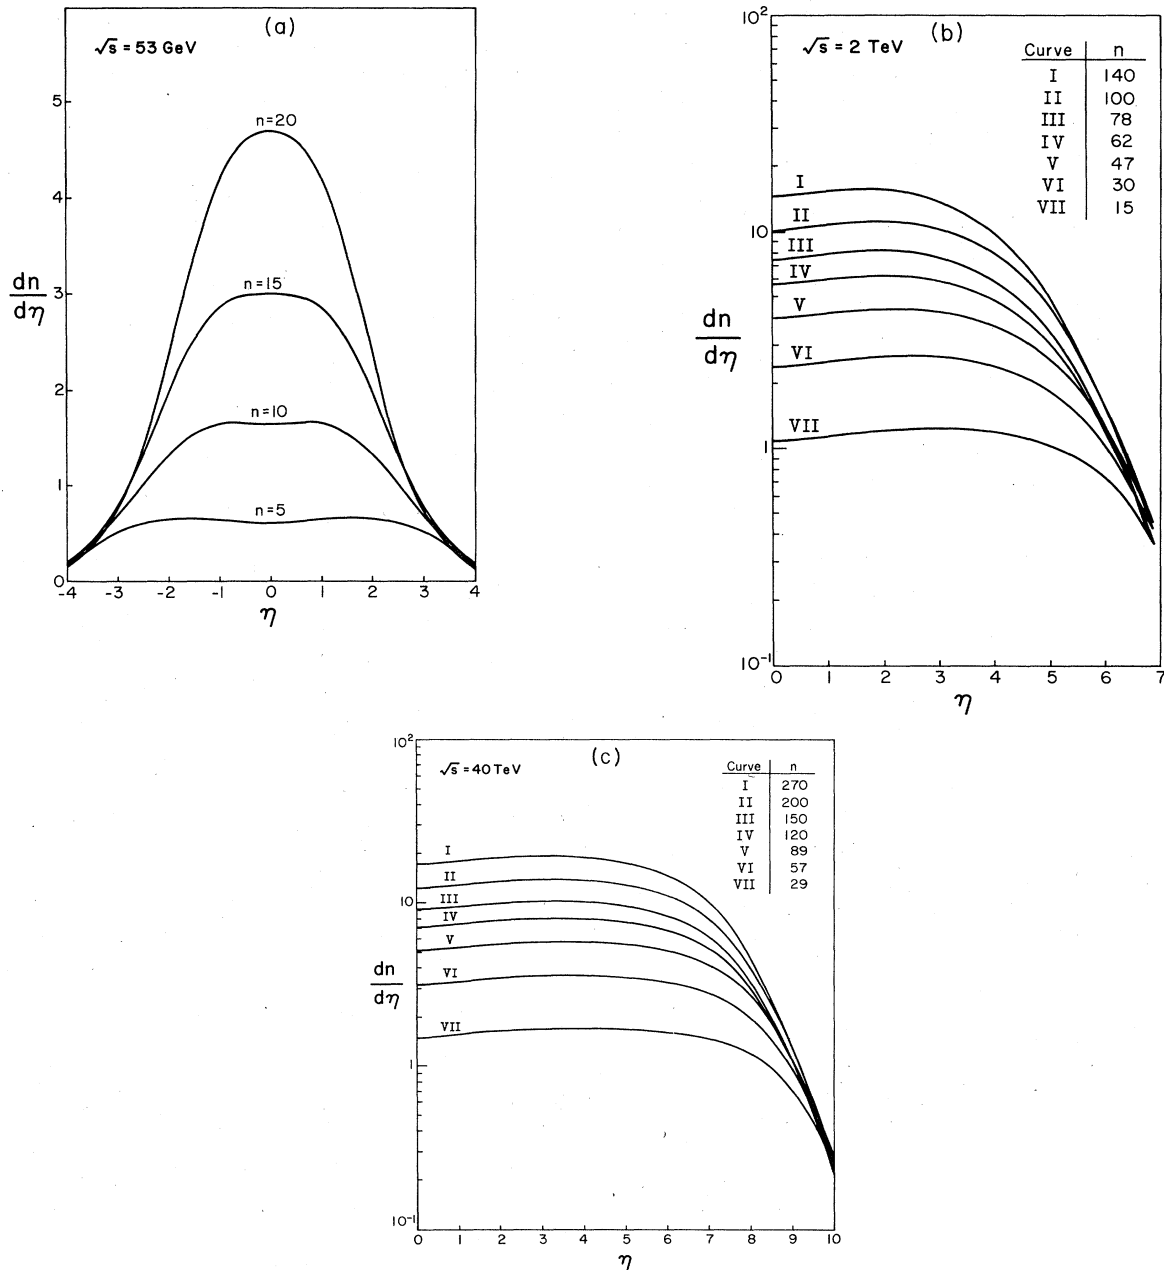 (a)
√s = 53 GeV
n=20
n=15
n=10
n=5
dn
dη
5
4
3
2
1
0
-4 -3 -2 -1 0 1 2 3 4
η
(b)
√s = 2 TeV
Curve n
I 140
II 100
III 78
IV 62
V 47
VI 30
VII 15
I
II
III
IV
V
VI
VII
dn
dη
10²
10
1
10⁻¹
0 1 2 3 4 5 6 7
η
(c)
√s = 40 TeV
Curve n
I 270
II 200
III 150
IV 120
V 89
VI 57
VII 29
I
II
III
IV
V
VI
VII
dn
dη
10²
10
1
10⁻¹
0 1 2 3 4 5 6 7 8 9 10
η